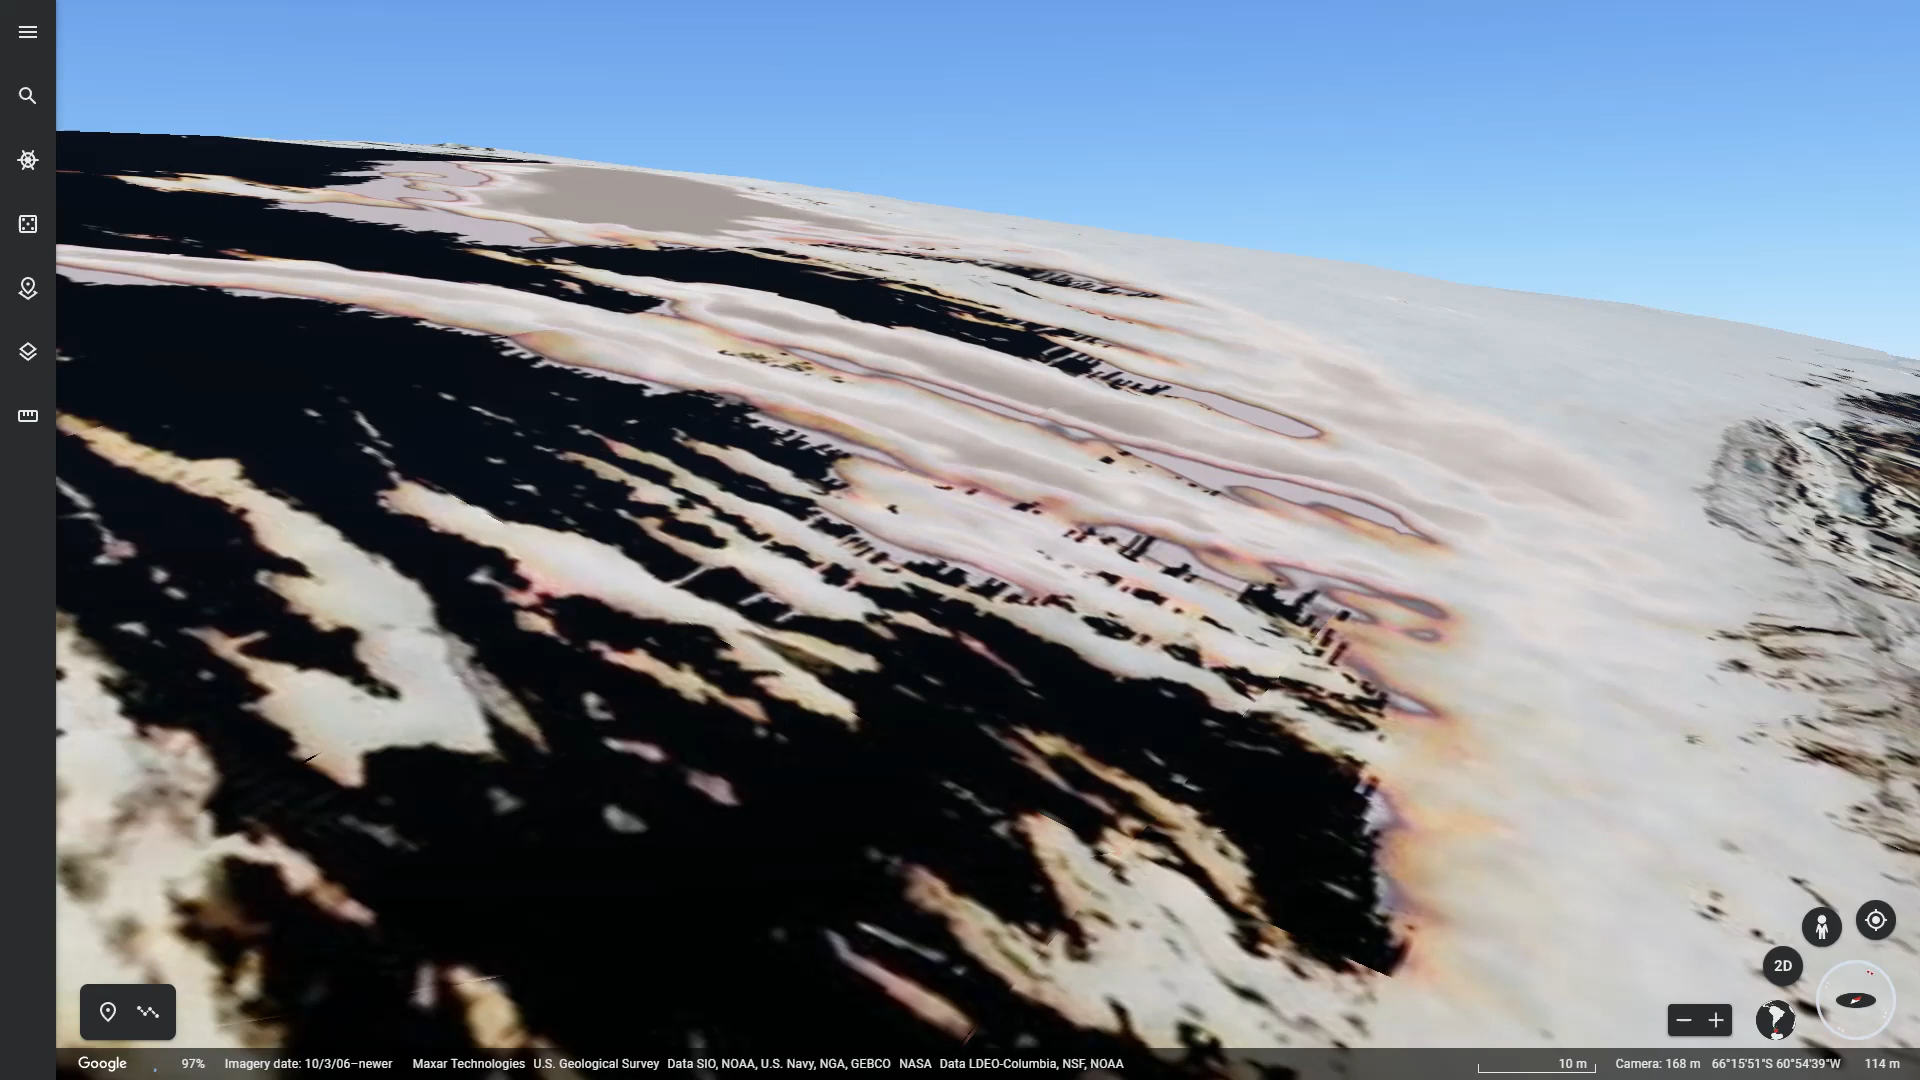 2D
Google 97% Imagery date: 10/3/06–newer Maxar Technologies U.S. Geological Survey Data SIO, NOAA, U.S. Navy, NGA, GEBCO NASA Data LDEO-Columbia, NSF, NOAA 10 m Camera: 168 m 66°15'51"S 60°54'39"W 114 m